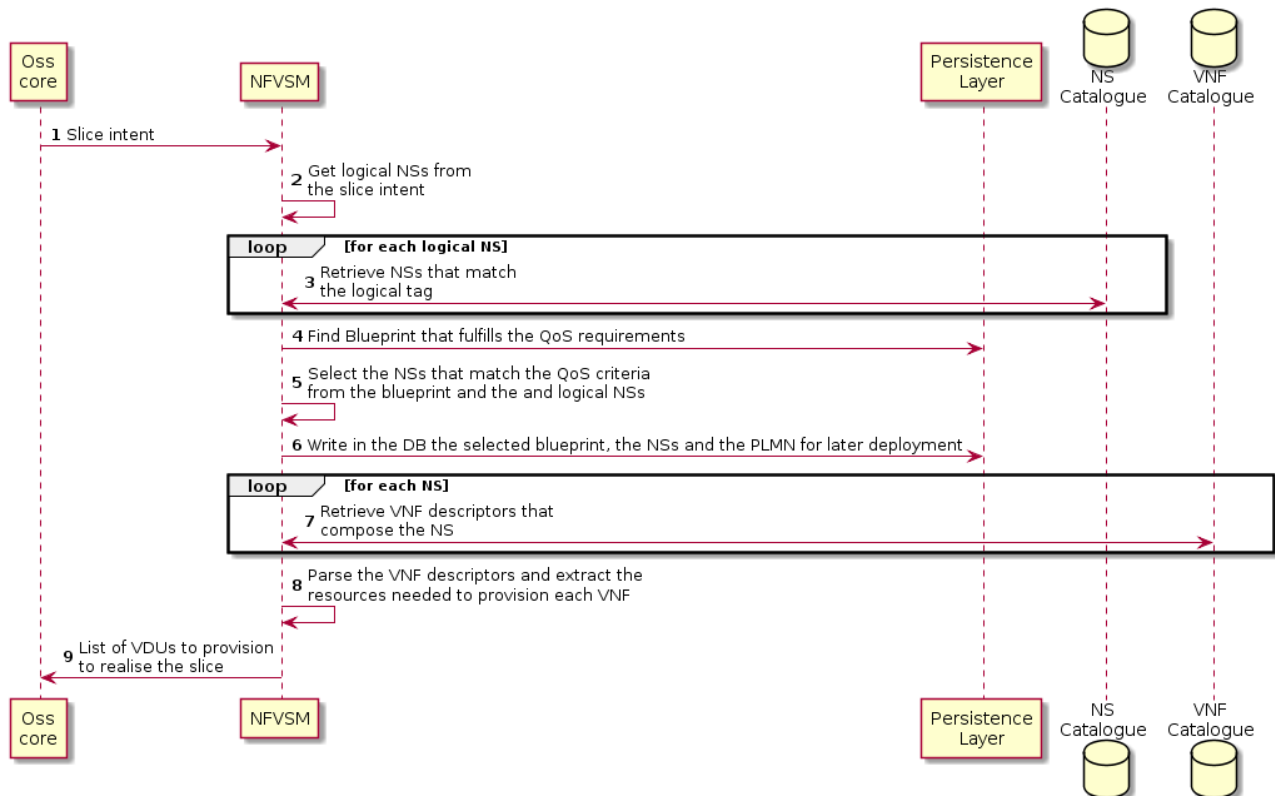 Oss
core
NFVSM
Persistence
Layer
NS
Catalogue
VNF
Catalogue
1 Slice intent
2 Get logical NSs from
the slice intent
loop [for each logical NS]
3 Retrieve NSs that match
the logical tag
4 Find Blueprint that fulfills the QoS requirements
5 Select the NSs that match the QoS criteria
from the blueprint and the and logical NSs
6 Write in the DB the selected blueprint, the NSs and the PLMN for later deployment
loop [for each NS]
7 Retrieve VNF descriptors that
compose the NS
8 Parse the VNF descriptors and extract the
resources needed to provision each VNF
9 List of VDUs to provision
to realise the slice
Oss
core
NFVSM
Persistence
Layer
NS
Catalogue
VNF
Catalogue